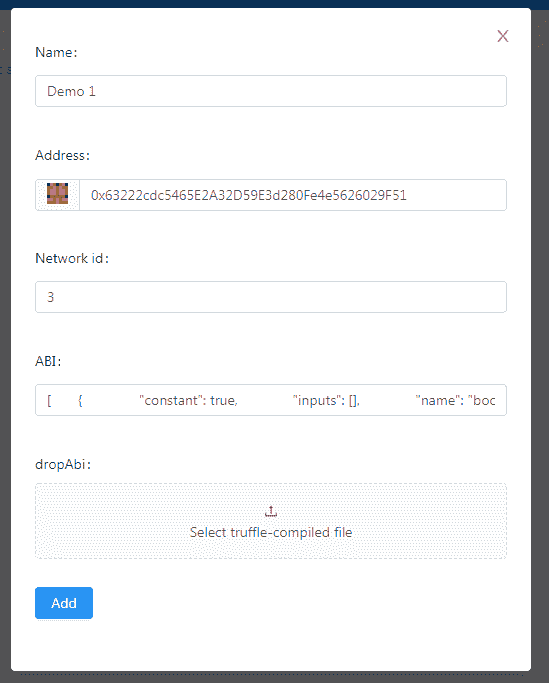 Name:
Demo 1
Address:
0x63222cdc5465E2A32D59E3d280Fe4e5626029F51
Network id:
3
ABI:
[ { "constant": true, "inputs": [], "name": "boc
dropAbi:
Select truffle-compiled file
Add